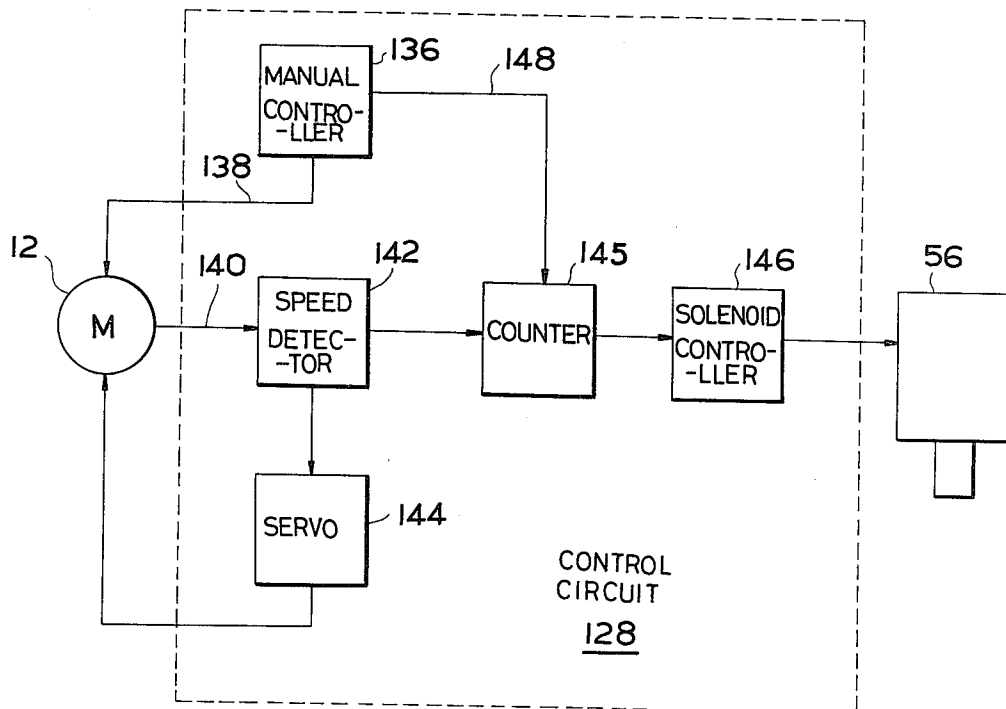 136
148
MANUAL
CONTRO-
-LLER
138
12
140
142
145
146
56
M
SPEED
DETEC-
-TOR
COUNTER
SOLENOID
CONTRO-
-LLER
SERVO
144
CONTROL
CIRCUIT
128